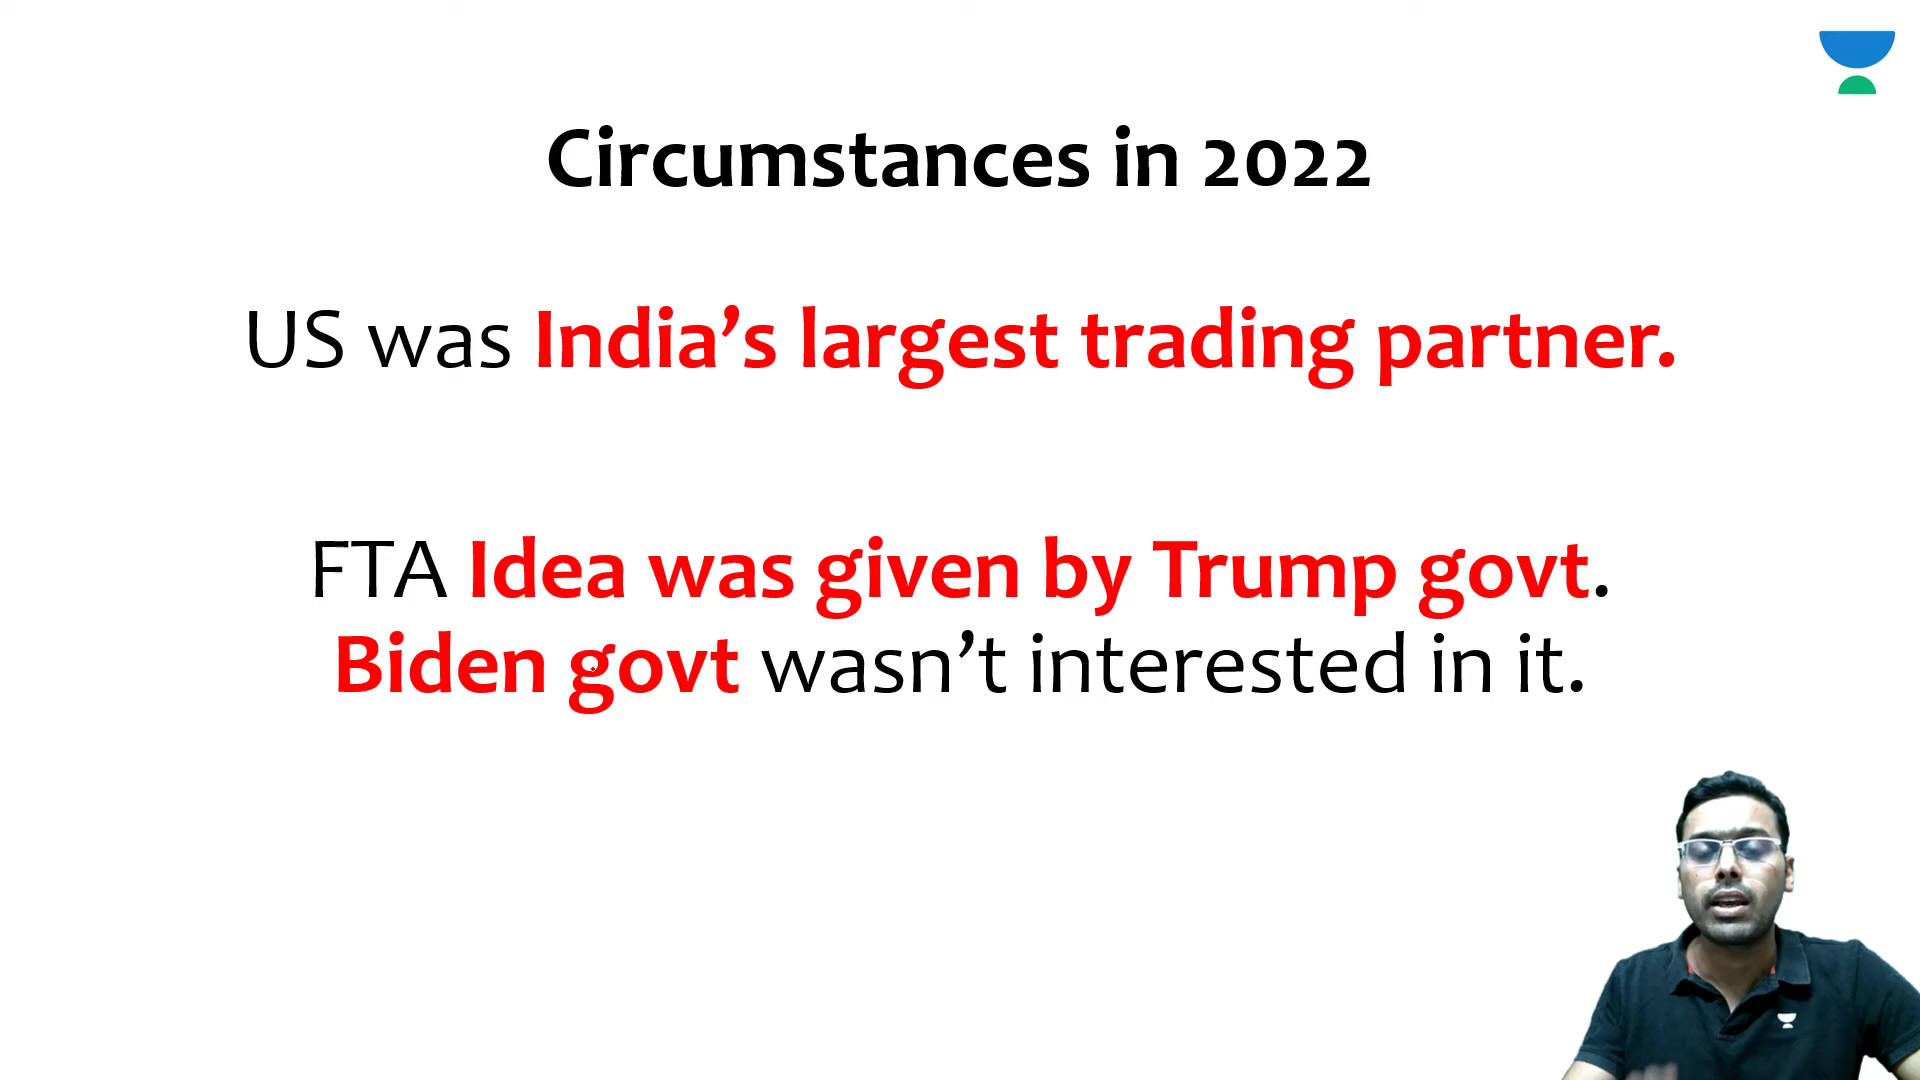 Circumstances in 2022
US was India’s largest trading partner.
FTA Idea was given by Trump govt.
Biden govt wasn’t interested in it.